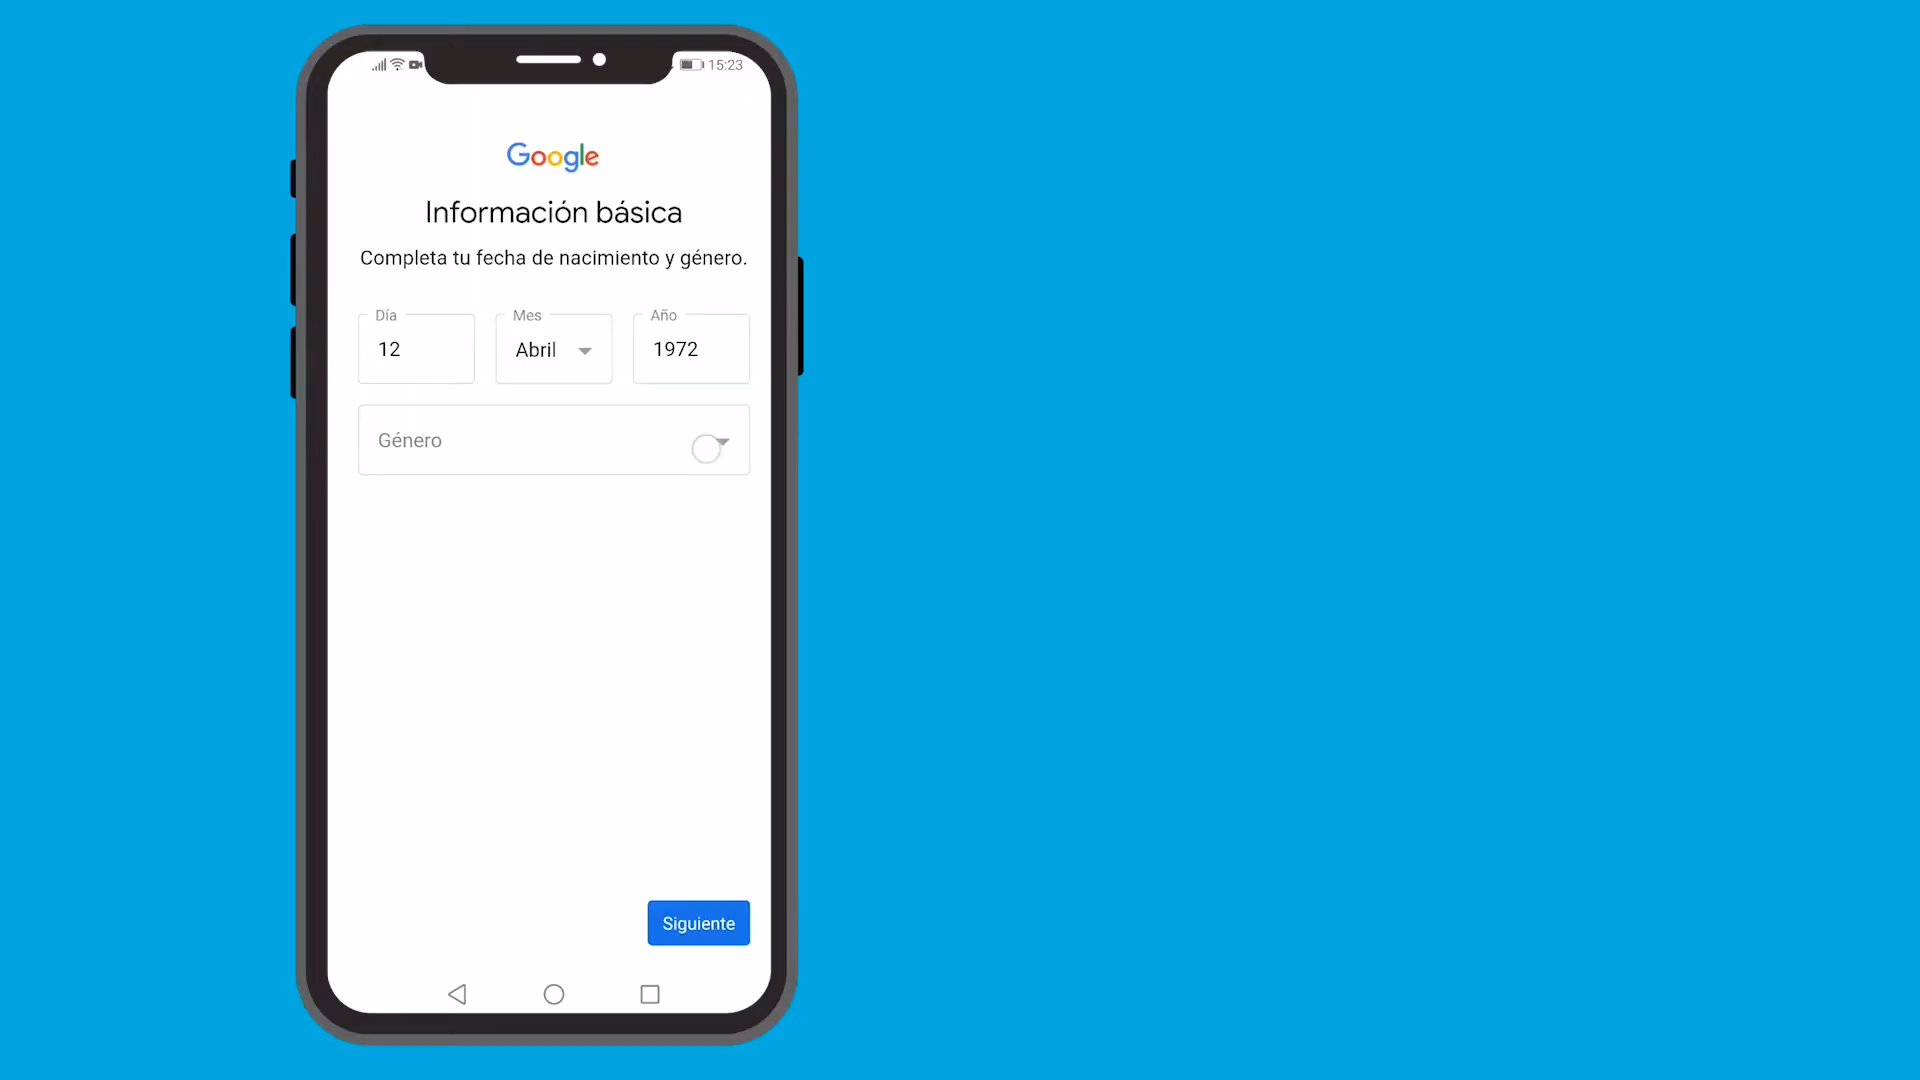 15:23
Google
Información básica
Completa tu fecha de nacimiento y género.
Día Mes Año
12 Abril 1972
Género
Siguiente